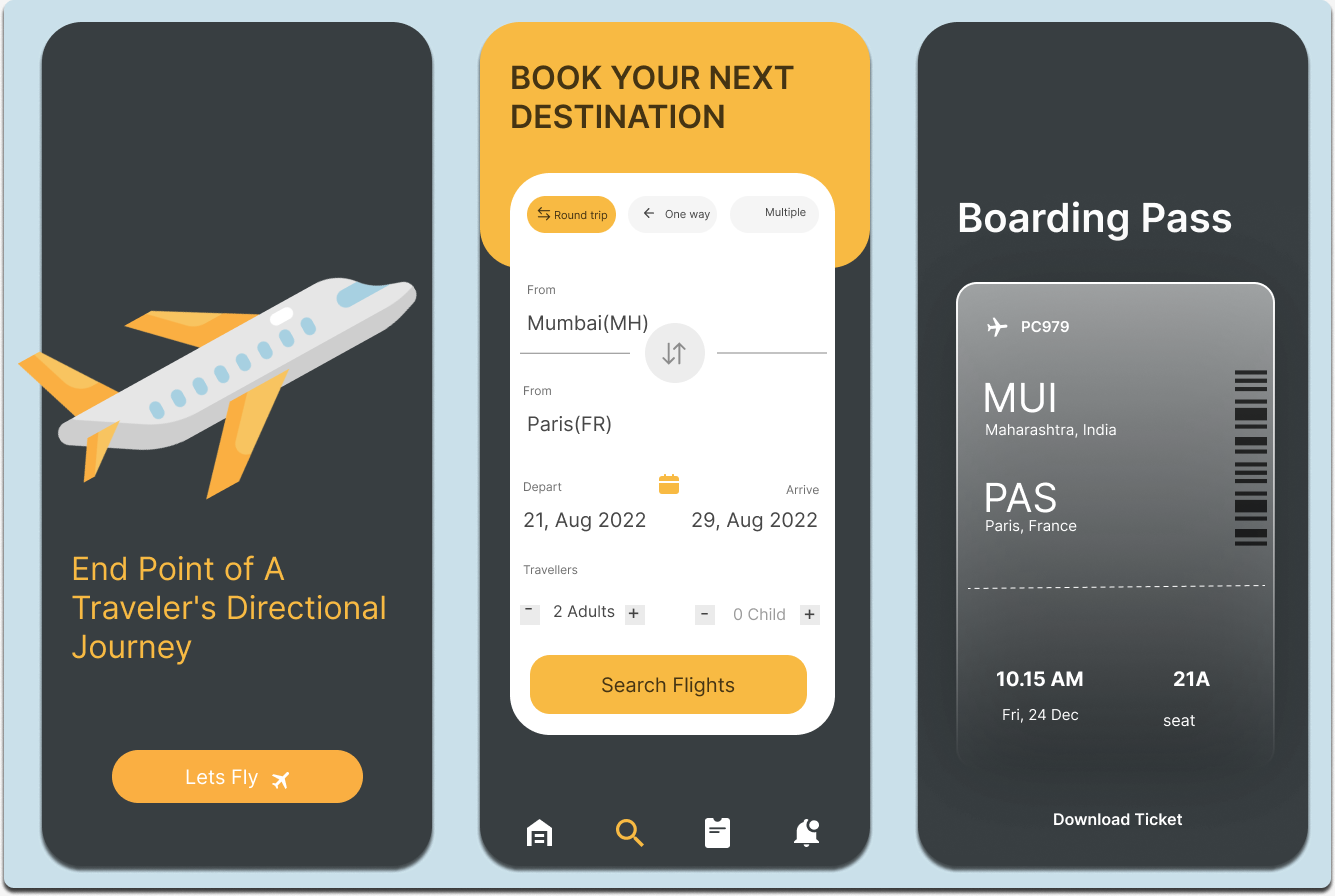 End Point of A
Traveler's Directional
Journey
Lets Fly
BOOK YOUR NEXT
DESTINATION
Round trip
One way
Multiple
From
Mumbai(MH)
From
Paris(FR)
Depart
Arrive
21, Aug 2022
29, Aug 2022
Travellers
- 2 Adults +
- 0 Child +
Search Flights
Boarding Pass
PC979
MUI
Maharashtra, India
PAS
Paris, France
10.15 AM
21A
Fri, 24 Dec
seat
Download Ticket